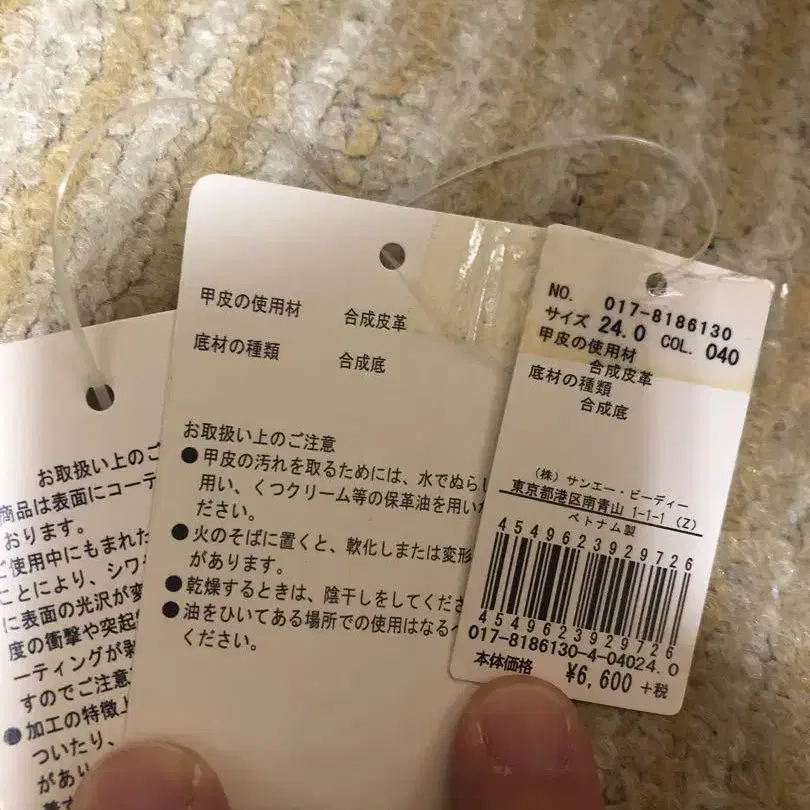 お取扱い上のご
商品は表面にコーテ
おります。
ご使用中にもまれた
ことにより、シワ
に表面の光沢が変
度の衝撃や突起
ーティングが剥
すのでご注意
●加工の特徴上
ついたり、
があり
甲皮の使用材 合成皮革
底材の種類 合成底
お取扱い上のご注意
●甲皮の汚れを取るためには、水でぬらし
用い、くつクリーム等の保革油を用い
ださい。
●火のそばに置くと、軟化しまたは変形
があります。
●乾燥するときは、陰干しをしてくださ
●油をひいてある場所での使用はなるべ
ください。
NO. 017-8186130
サイズ 24.0 COL. 040
甲皮の使用材
合成皮革
底材の種類
合成底
(株) サンエー・ビーディー
東京都港区南青山 1-1-1 (Z)
ベトナム製
4549623929726
4549623929726
017-8186130-4-04024.0
本体価格 ¥6,600 +税